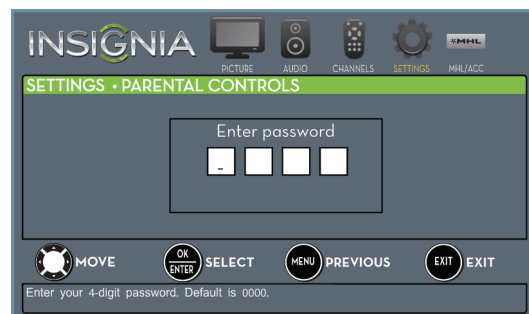 INSIGNIA
MHL
PICTURE AUDIO CHANNELS SETTINGS MHL/ACC
SETTINGS • PARENTAL CONTROLS
Enter password
_
MOVE OK ENTER SELECT MENU PREVIOUS EXIT EXIT
Enter your 4-digit password. Default is 0000.